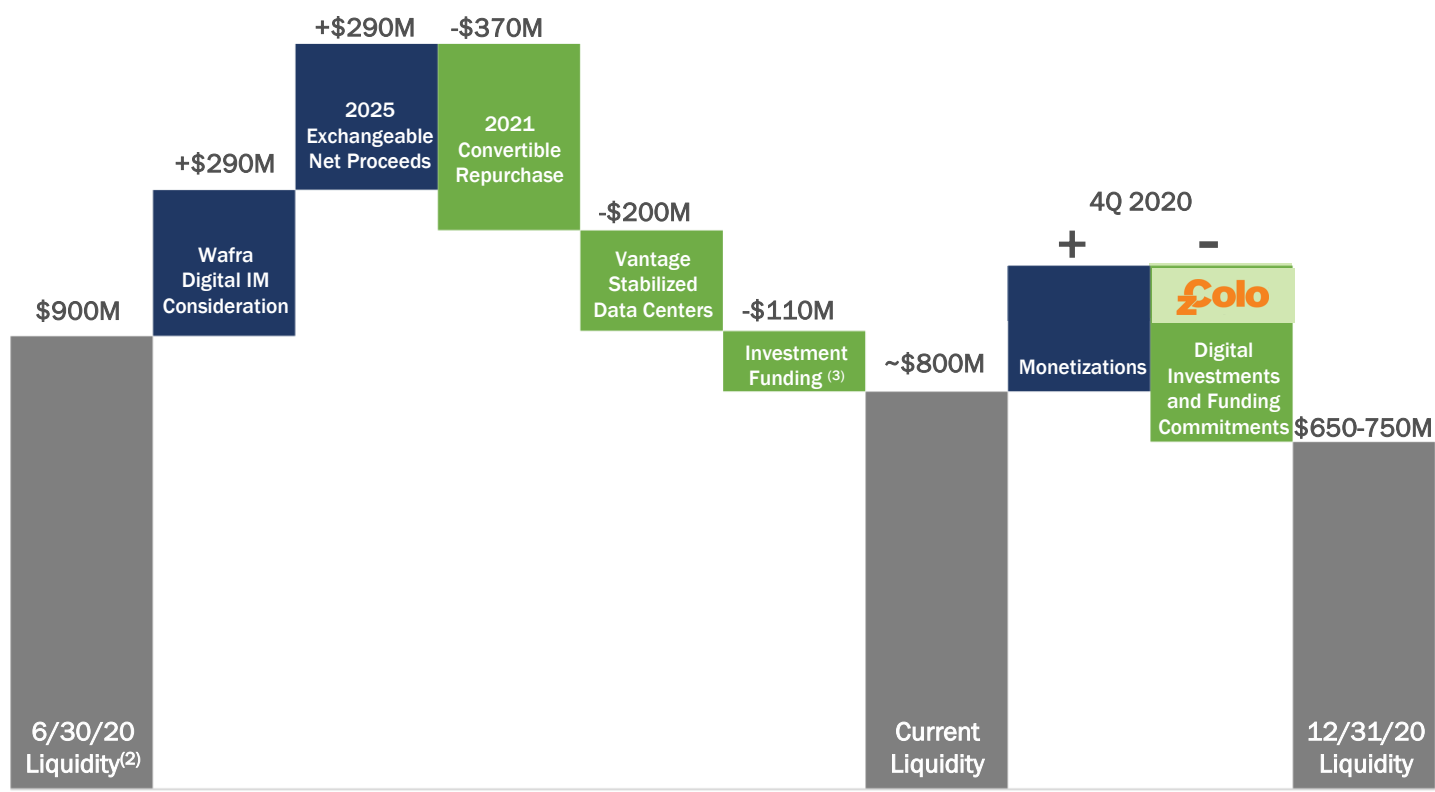 +$290M
-$370M
2025
Exchangeable
Net Proceeds
2021
Convertible
Repurchase
+$290M
Wafra
Digital IM
Consideration
-$200M
Vantage
Stabilized
Data Centers
4Q 2020
+
-
$900M
-$110M
Investment
Funding (3)
~$800M
Monetizations
zColo
Digital
Investments
and Funding
Commitments
$650-750M
6/30/20
Liquidity(2)
Current
Liquidity
12/31/20
Liquidity